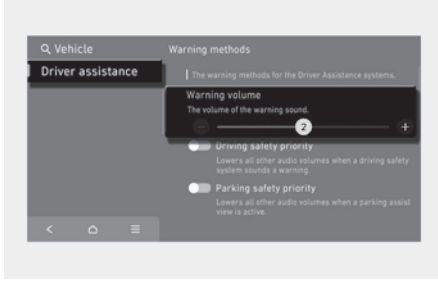 Vehicle
Driver assistance
Warning methods
The warning methods for the Driver Assistance systems.
Warning volume
The volume of the warning sound.
2
Driving safety priority
Lowers all other audio volumes when a driving safety
system sounds a warning.
Parking safety priority
Lowers all other audio volumes when a parking assist
view is active.